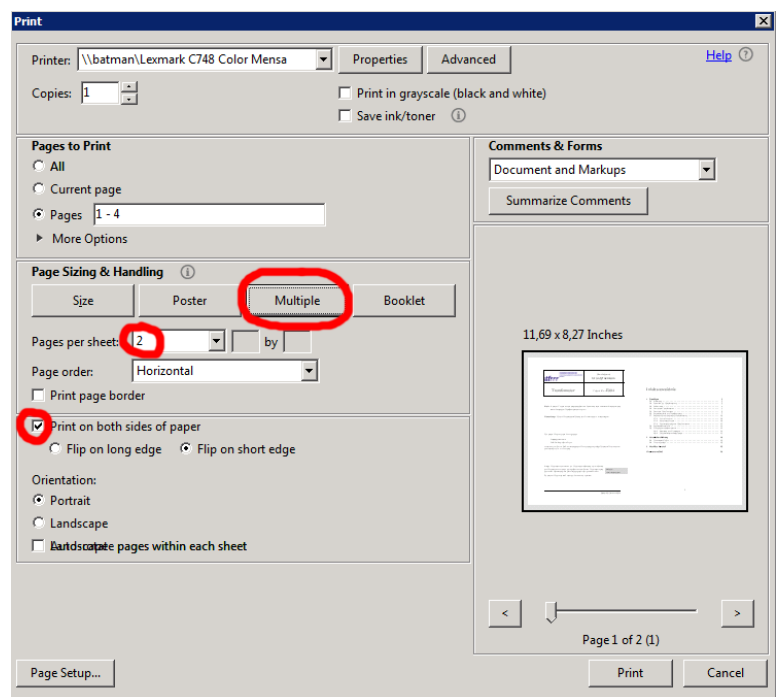 Print
Printer: \\batman\Lexmark C748 Color Mensa Properties Advanced Help
Copies: 1 Print in grayscale (black and white)
Save ink/toner
Pages to Print
All
Current page
Pages 1 - 4
More Options
Comments & Forms
Document and Markups
Summarize Comments
Page Sizing & Handling
Size Poster Multiple Booklet
Pages per sheet: 2 by
Page order: Horizontal
Print page border
Print on both sides of paper
Flip on long edge Flip on short edge
Orientation:
Portrait
Landscape
pages within each sheet
11,69 x 8,27 Inches
< >
Page 1 of 2 (1)
Page Setup... Print Cancel